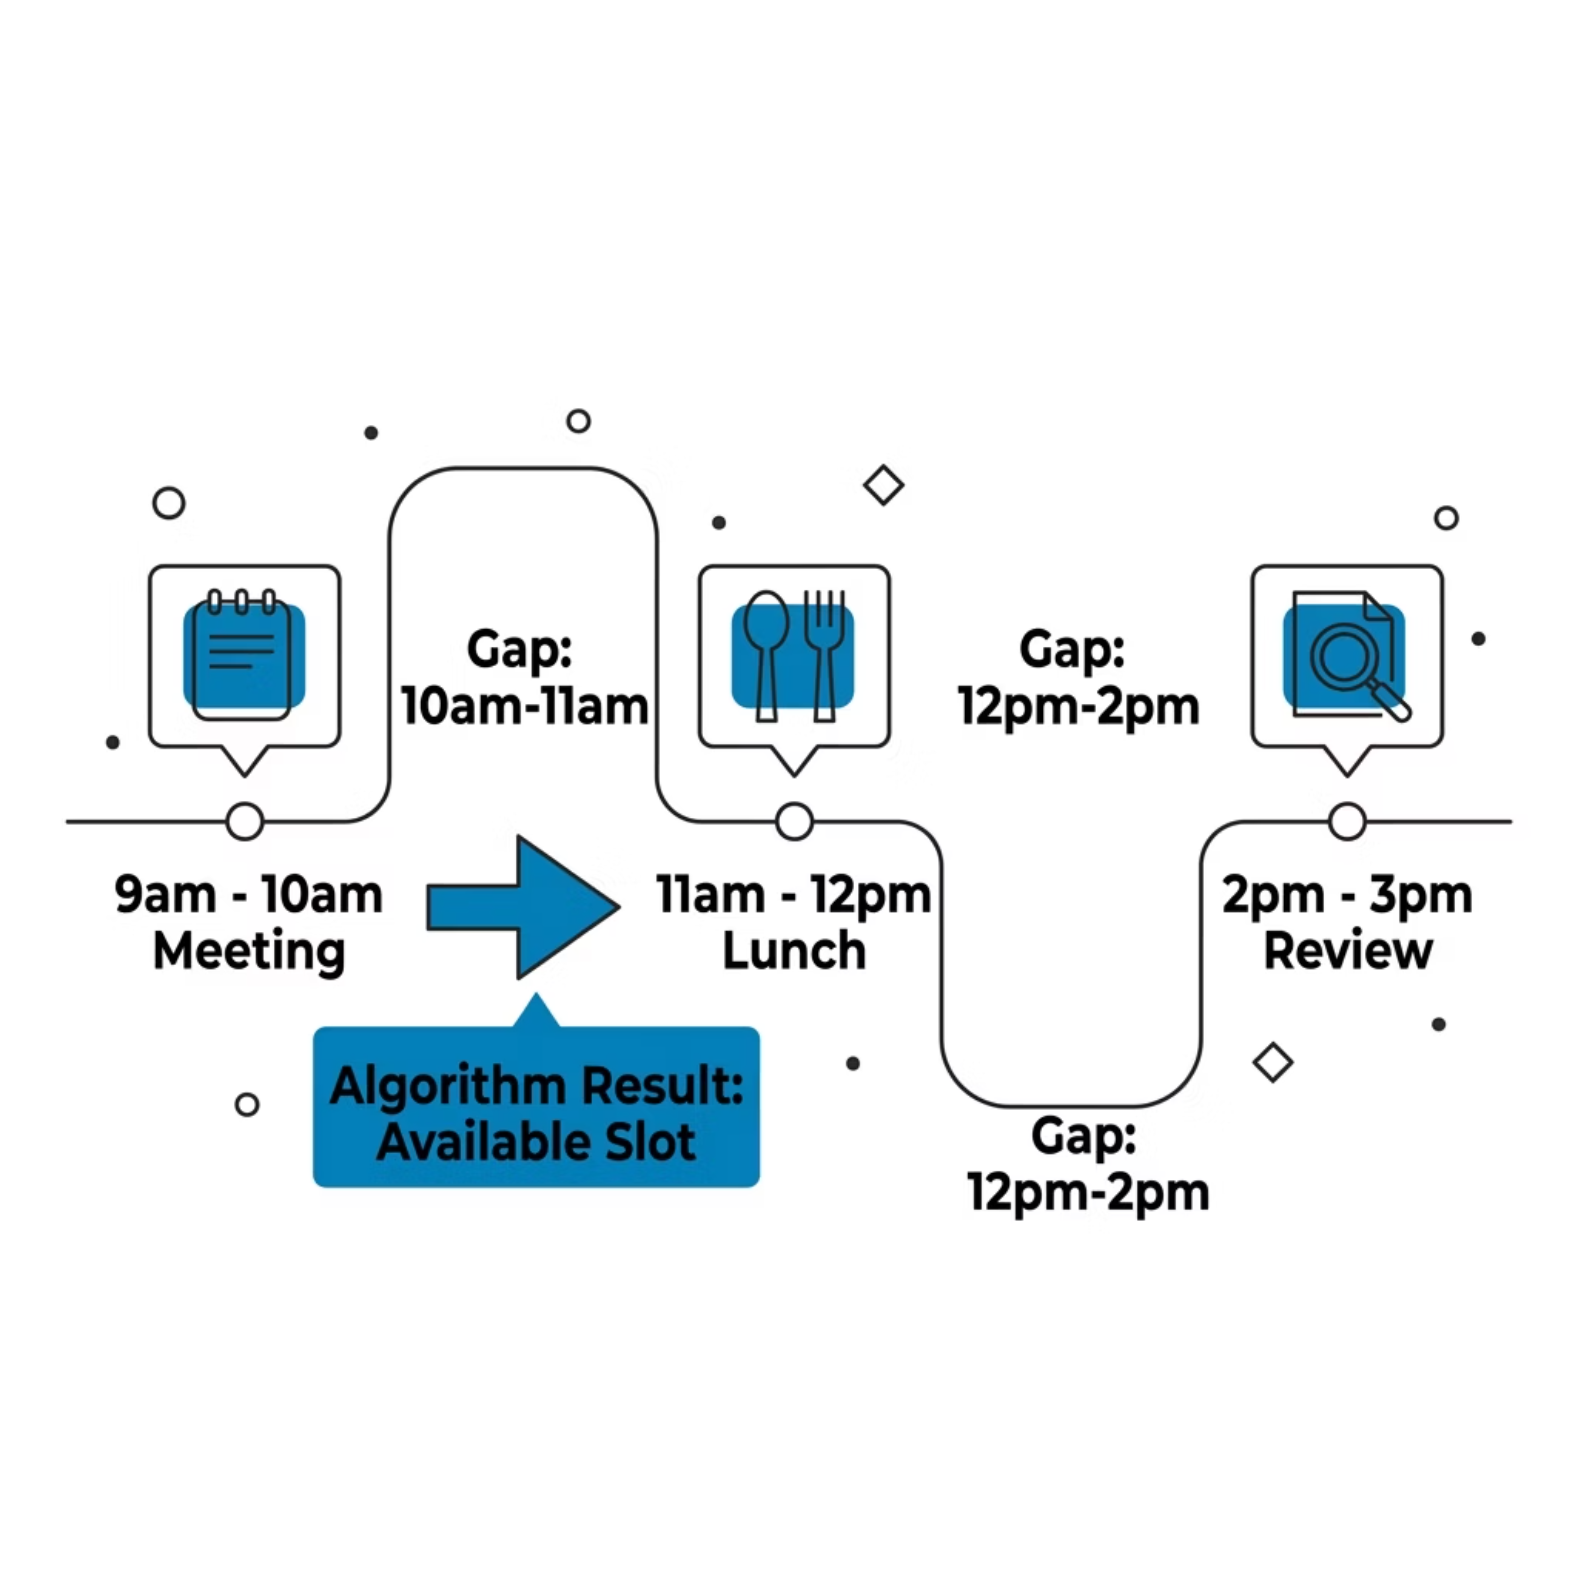 Gap:
10am-11am
Gap:
12pm-2pm
9am - 10am
Meeting
11am - 12pm
Lunch
2pm - 3pm
Review
Algorithm Result:
Available Slot
Gap:
12pm-2pm